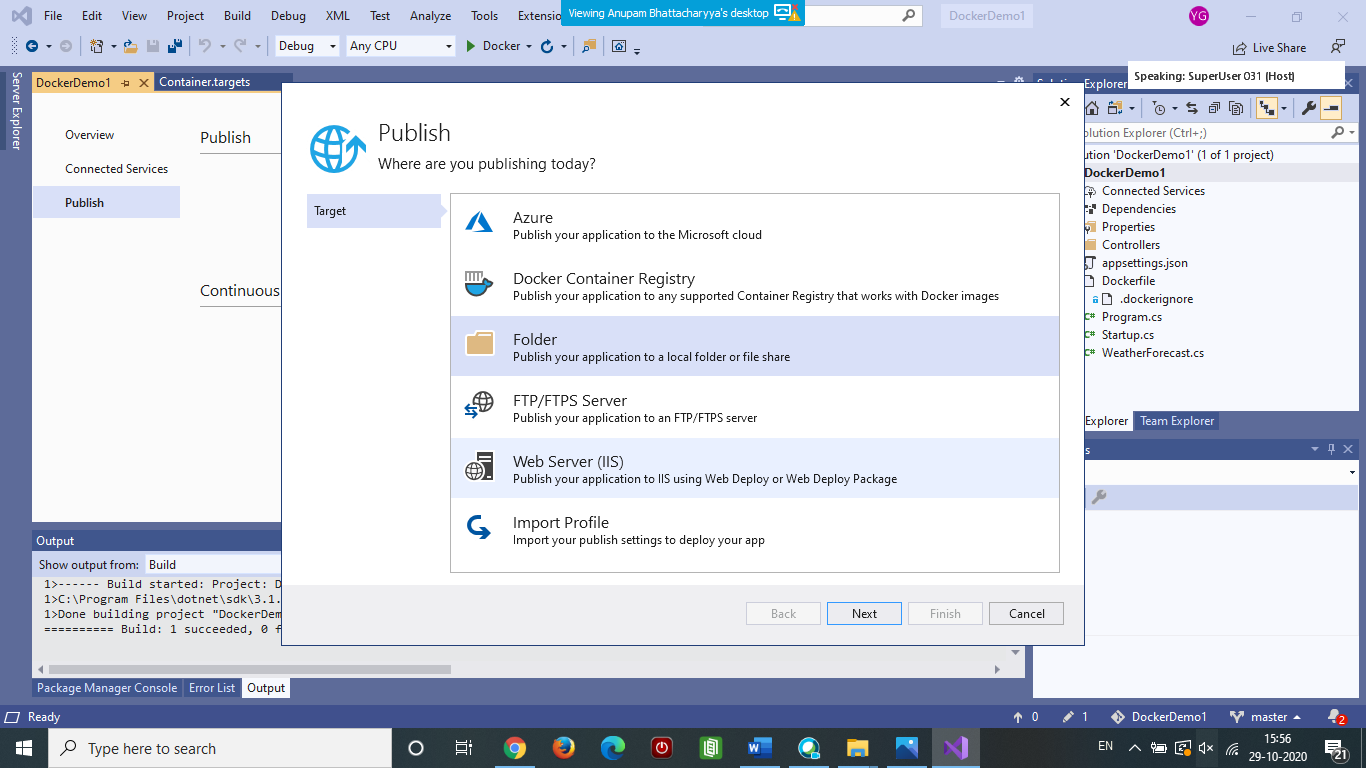 File Edit View Project Build Debug XML Test Analyze Tools Extensio
Viewing Anupam Bhattacharyya's desktop
DockerDemo1
YG
Debug Any CPU Docker
Live Share
Speaking: SuperUser 031 (Host)
Server Explorer
DockerDemo1
Container.targets
Overview
Connected Services
Publish
Publish
Continuous
Publish
Where are you publishing today?
Target
Azure
Publish your application to the Microsoft cloud
Docker Container Registry
Publish your application to any supported Container Registry that works with Docker images
Folder
Publish your application to a local folder or file share
FTP/FTPS Server
Publish your application to an FTP/FTPS server
Web Server (IIS)
Publish your application to IIS using Web Deploy or Web Deploy Package
Import Profile
Import your publish settings to deploy your app
Back Next Finish Cancel
Explorer
olution Explorer (Ctrl+;)
ution 'DockerDemo1' (1 of 1 project)
DockerDemo1
Connected Services
Dependencies
Properties
Controllers
appsettings.json
Dockerfile
.dockerignore
C# Program.cs
C# Startup.cs
C# WeatherForecast.cs
Explorer Team Explorer
s
Output
Show output from: Build
1>------ Build started: Project: D
1>C:\Program Files\dotnet\sdk\3.1.
1>Done building project "DockerDem
========== Build: 1 succeeded, 0 f
Package Manager Console Error List Output
Ready
0 1 DockerDemo1 master 2
Type here to search
EN
15:56
29-10-2020
21